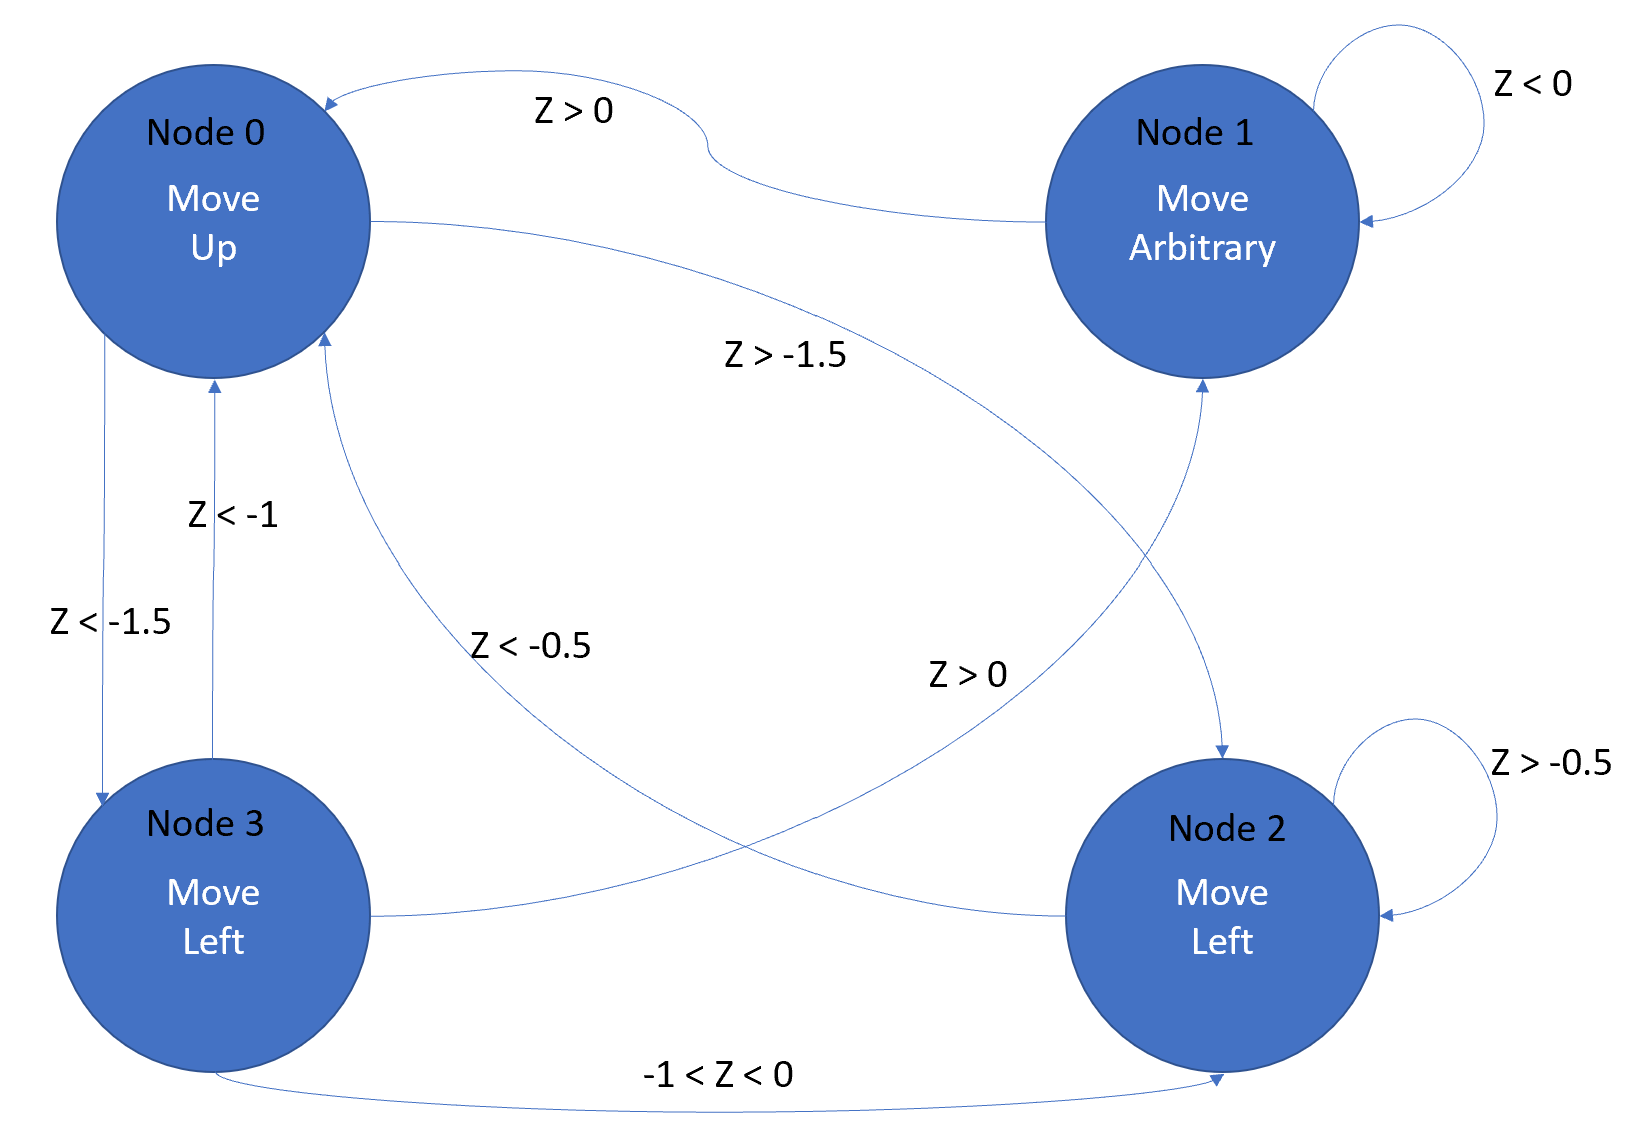 Node 0
Move
Up
Z > 0
Node 1
Move
Arbitrary
Z < 0
Z > -1.5
Z < -1
Z < -1.5
Z < -0.5
Z > 0
Z > -0.5
Node 3
Move
Left
Node 2
Move
Left
-1 < Z < 0